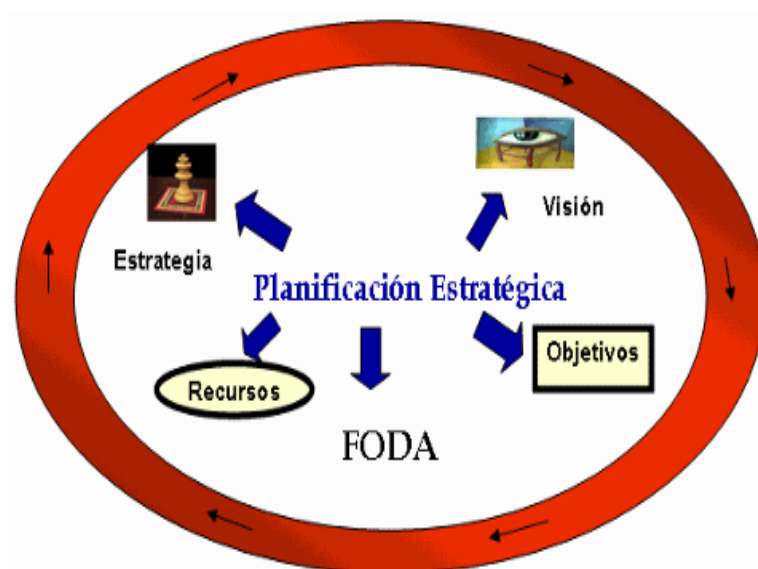 Visión
Estrategia
Planificación Estratégica
Objetivos
Recursos
FODA